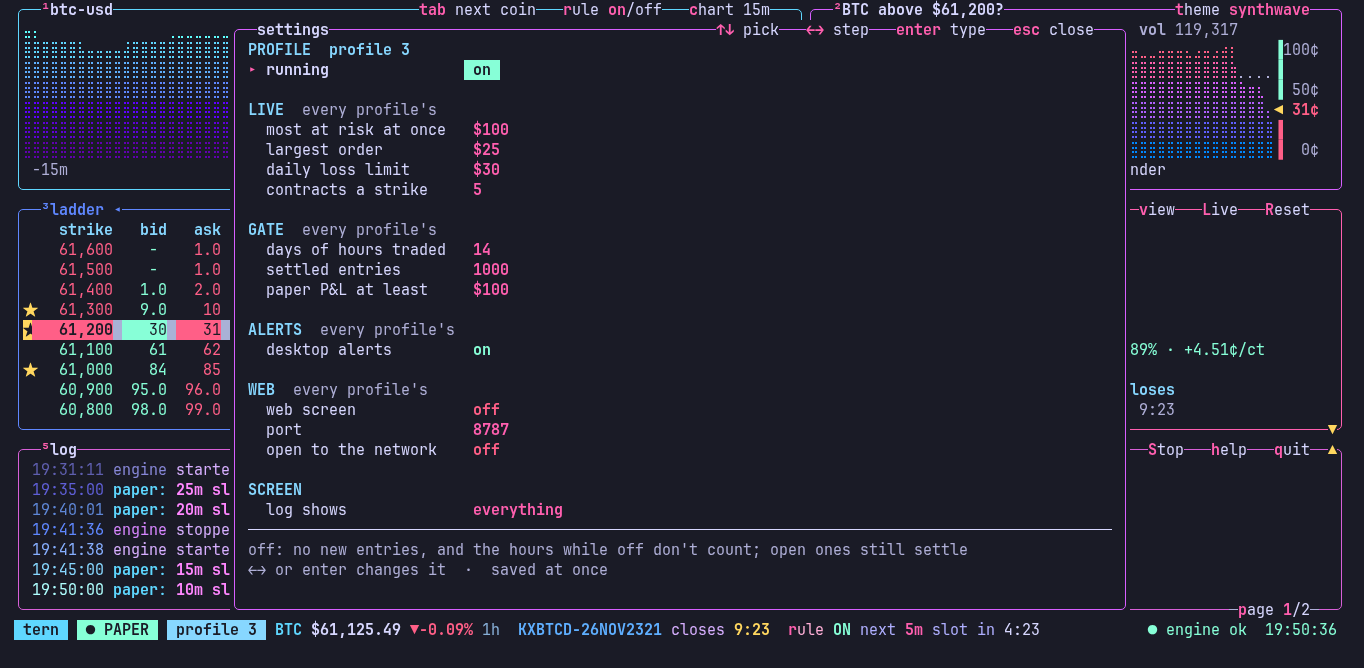 ¹btc-usd tab next coin rule on/off chart 15m ²BTC above $61,200? theme synthwave
settings ↑↓ pick ↔ step enter type esc close vol 119,317
PROFILE profile 3 100¢
▸ running on
50¢
LIVE every profile's ◀ 31¢
most at risk at once $100
largest order $25 0¢
-15m daily loss limit $30 nder
contracts a strike 5
³ladder ◂ view Live Reset
strike bid ask GATE every profile's
61,600 - 1.0 days of hours traded 14
61,500 - 1.0 settled entries 1000
61,400 1.0 2.0 paper P&L at least $100
★ 61,300 9.0 10
★ 61,200 30 31 ALERTS every profile's
61,100 61 62 desktop alerts on 89% · +4.51¢/ct
★ 61,000 84 85
60,900 95.0 96.0 WEB every profile's loses
60,800 98.0 99.0 web screen off 9:23
port 8787 ▼
⁵log open to the network off Stop help quit ▲
19:31:11 engine starte
19:35:00 paper: 25m sl SCREEN
19:40:01 paper: 20m sl log shows everything
19:41:36 engine stoppe
19:41:38 engine starte off: no new entries, and the hours while off don't count; open ones still settle
19:45:00 paper: 15m sl ↔ or enter changes it · saved at once
19:50:00 paper: 10m sl
page 1/2
tern ● PAPER profile 3 BTC $61,125.49 ▼-0.09% 1h KXBTCD-26NOV2321 closes 9:23 rule ON next 5m slot in 4:23 ● engine ok 19:50:36